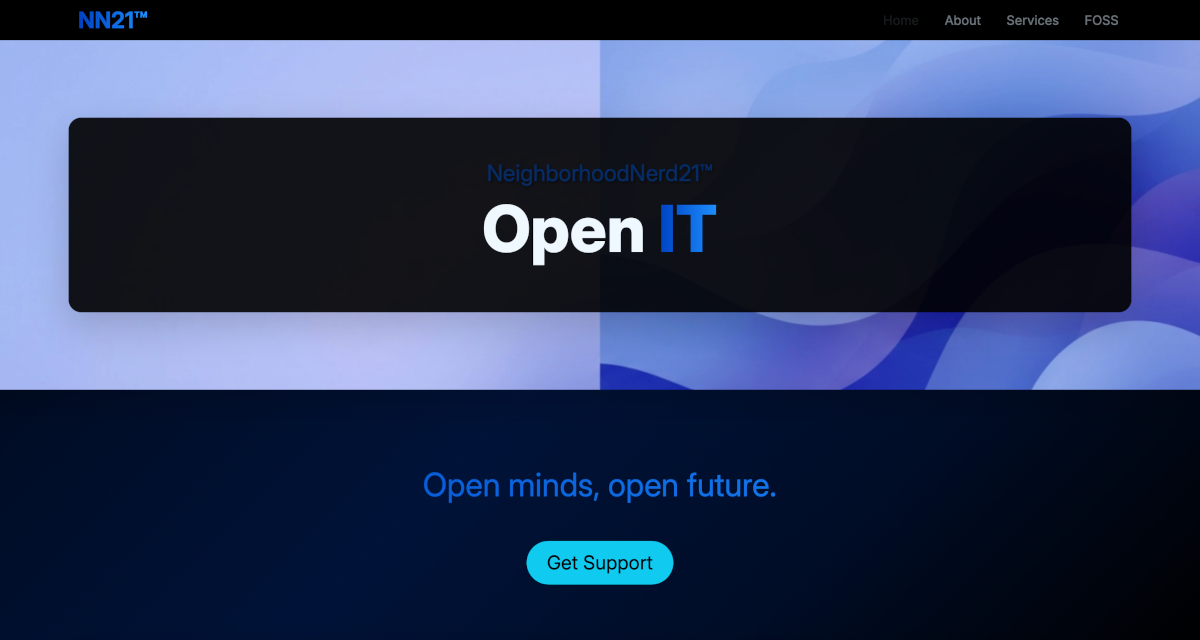 NN21™
Home About Services FOSS
NeighborhoodNerd21™
Open IT
Open minds, open future.
Get Support